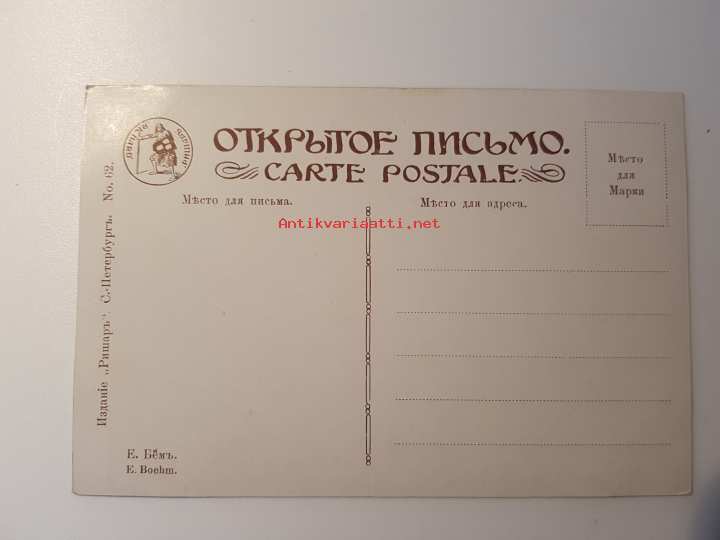 ОТКРЫТОЕ ПИСЬМО.
CARTE POSTALE.
Мѣсто для письма.
Мѣсто для адреса.
Мѣсто
для
Марки
Antikvariaatti.net
Изданіе „Ришаръ“ С.-Петербургъ. No. 62.
Е. Бёмъ.
E. Boehm.